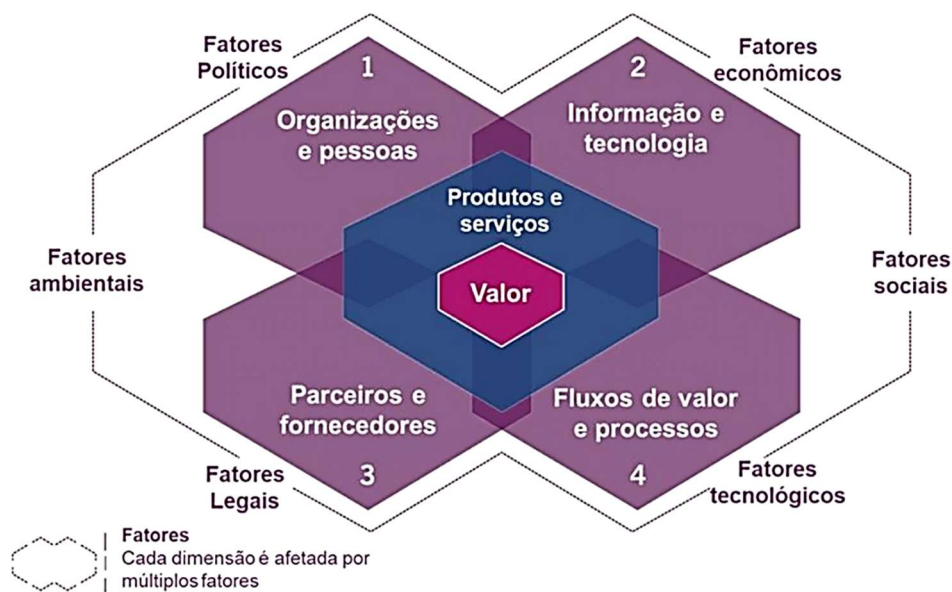 Fatores
Políticos
1
Organizações
e pessoas
2
Informação e
tecnologia
Fatores
econômicos
Produtos e
serviços
Valor
Fatores
ambientais
Fatores
sociais
Parceiros e
fornecedores
3
Fluxos de valor
e processos
4
Fatores
Legais
Fatores
tecnológicos
Fatores
Cada dimensão é afetada por
múltiplos fatores